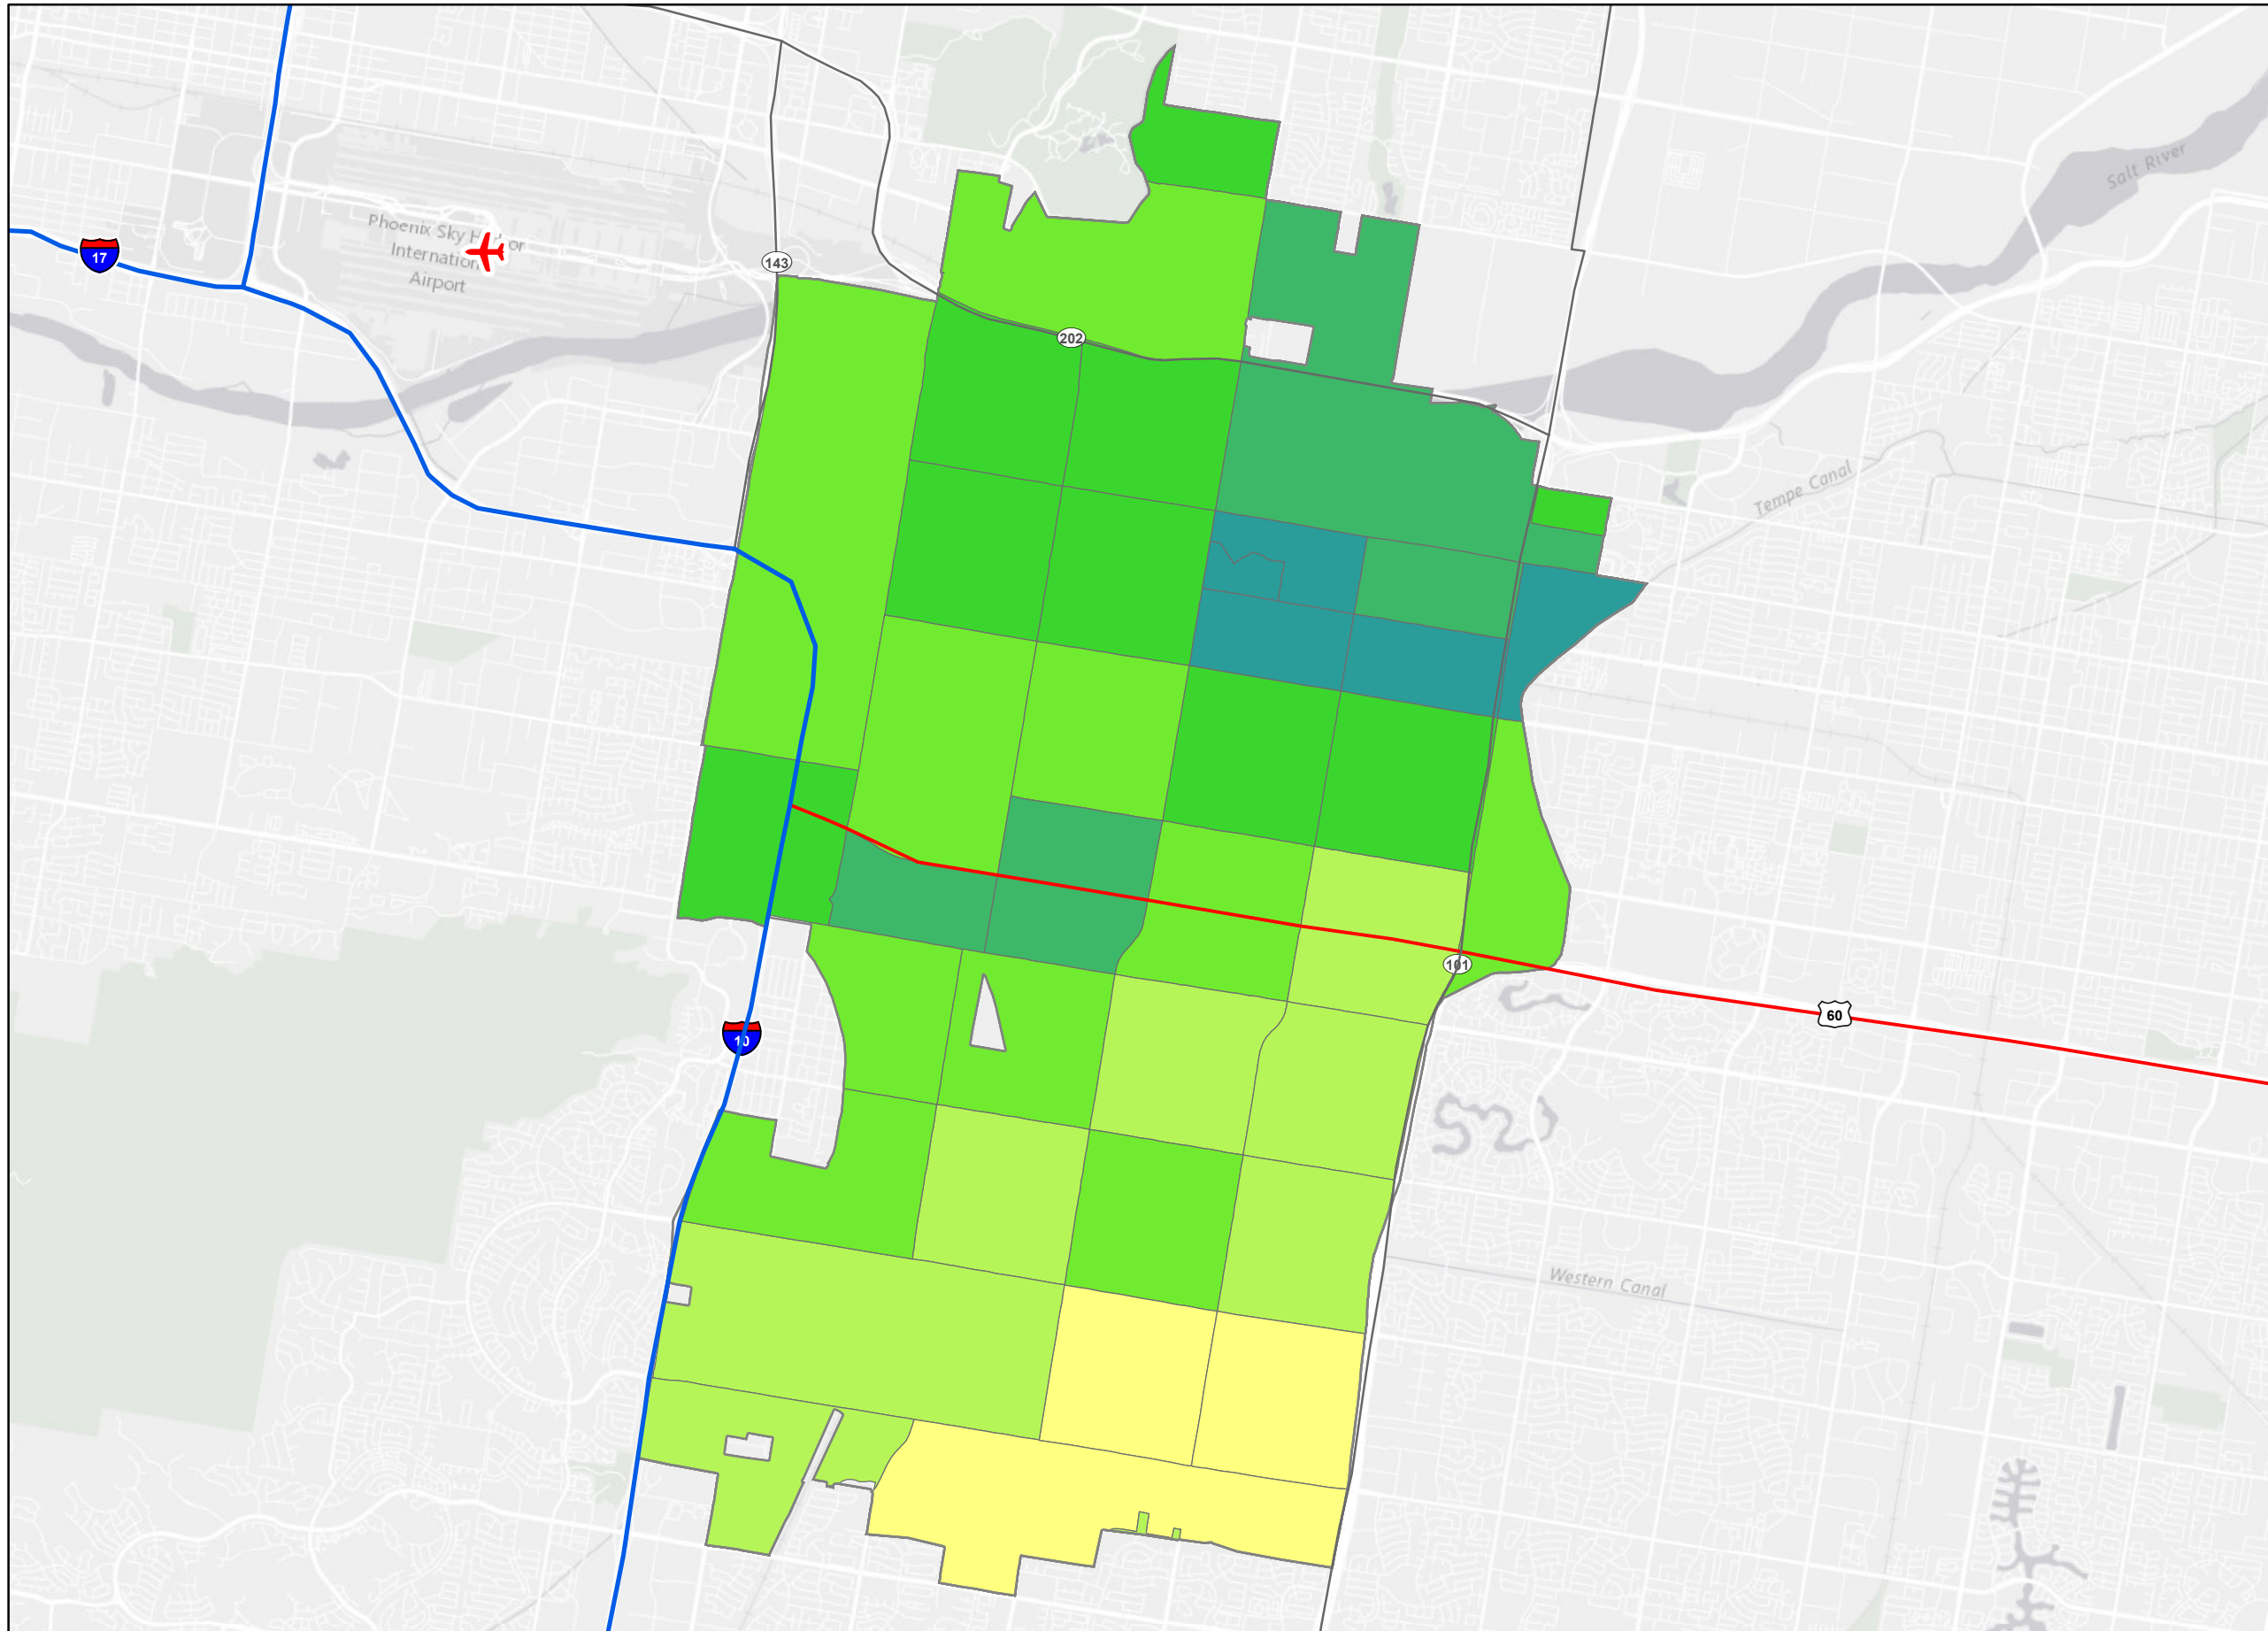 Salt River
Phoenix Sky Harbor
International
Airport
17
143
202
Tempe Canal
101
60
10
Western Canal